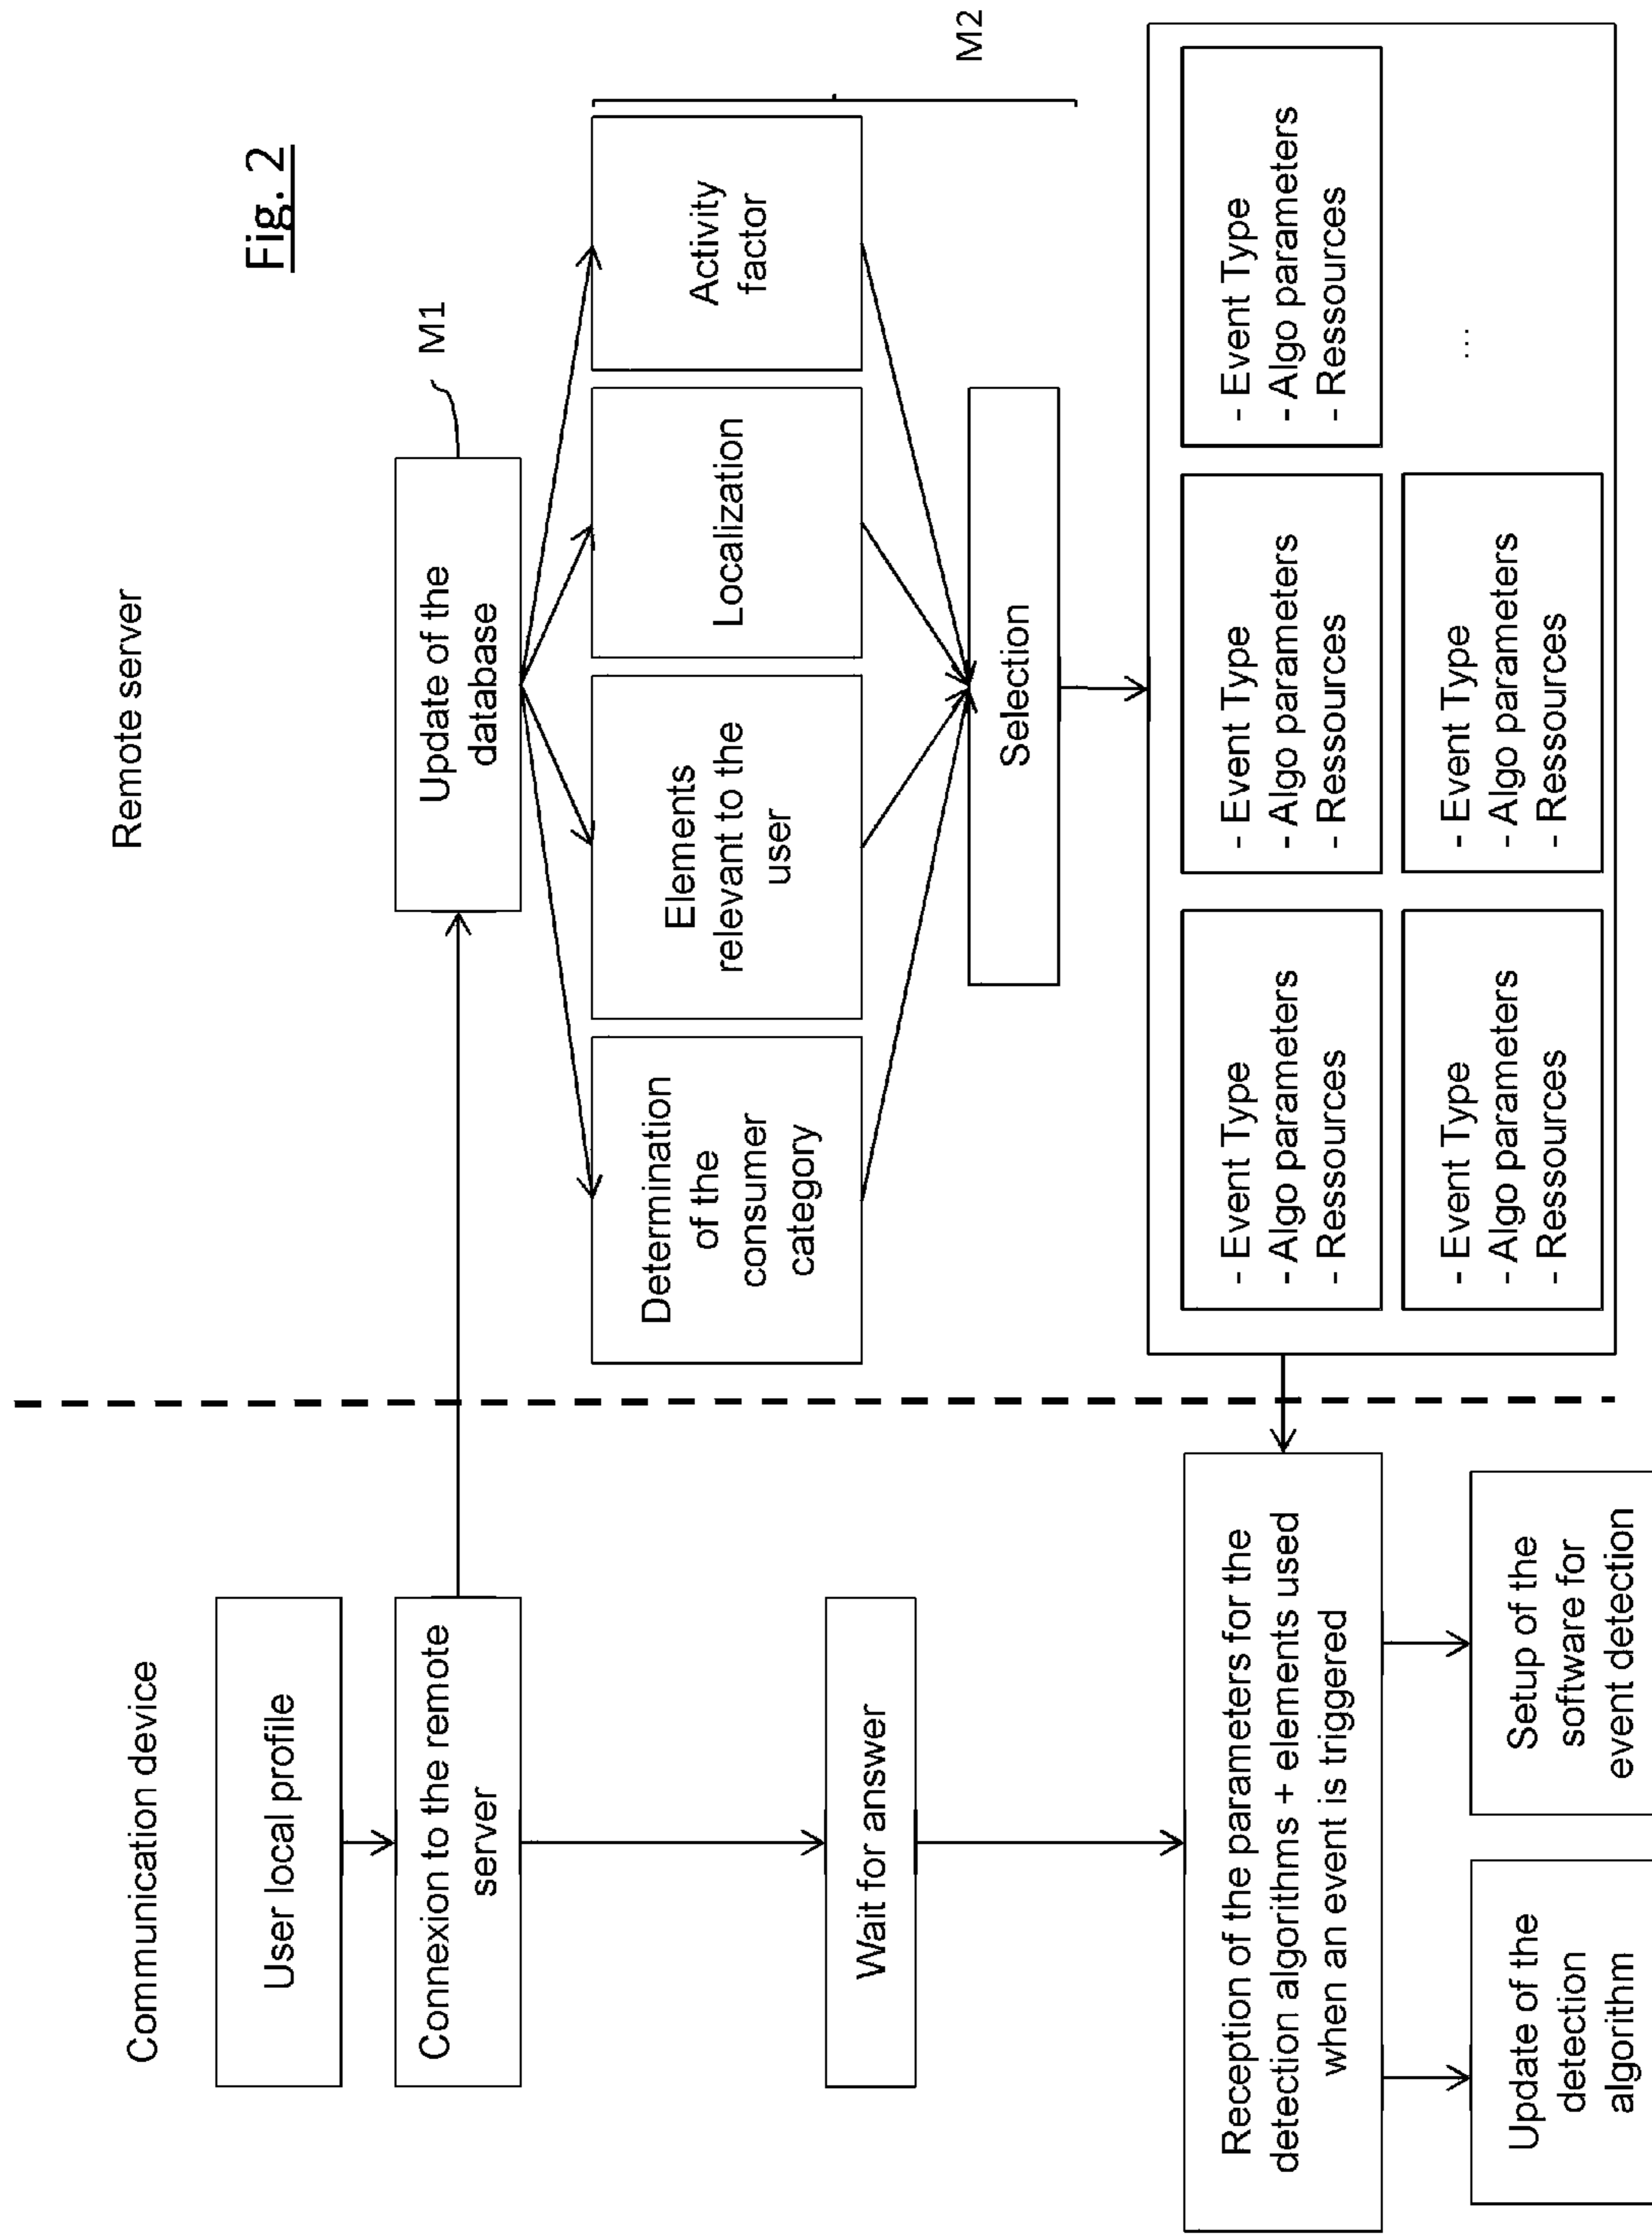 Fig. 2
Communication device
Remote server
User local profile
Connexion to the remote
server
Wait for answer
Reception of the parameters for the
detection algorithms + elements used
when an event is triggered
Update of the
detection
algorithm
Setup of the
software for
event detection
Update of the
database
M1
Determination
of the
consumer
category
Elements
relevant to the
user
Localization
Activity
factor
M2
Selection
- Event Type
- Algo parameters
- Ressources
- Event Type
- Algo parameters
- Ressources
- Event Type
- Algo parameters
- Ressources
- Event Type
- Algo parameters
- Ressources
- Event Type
- Algo parameters
- Ressources
...